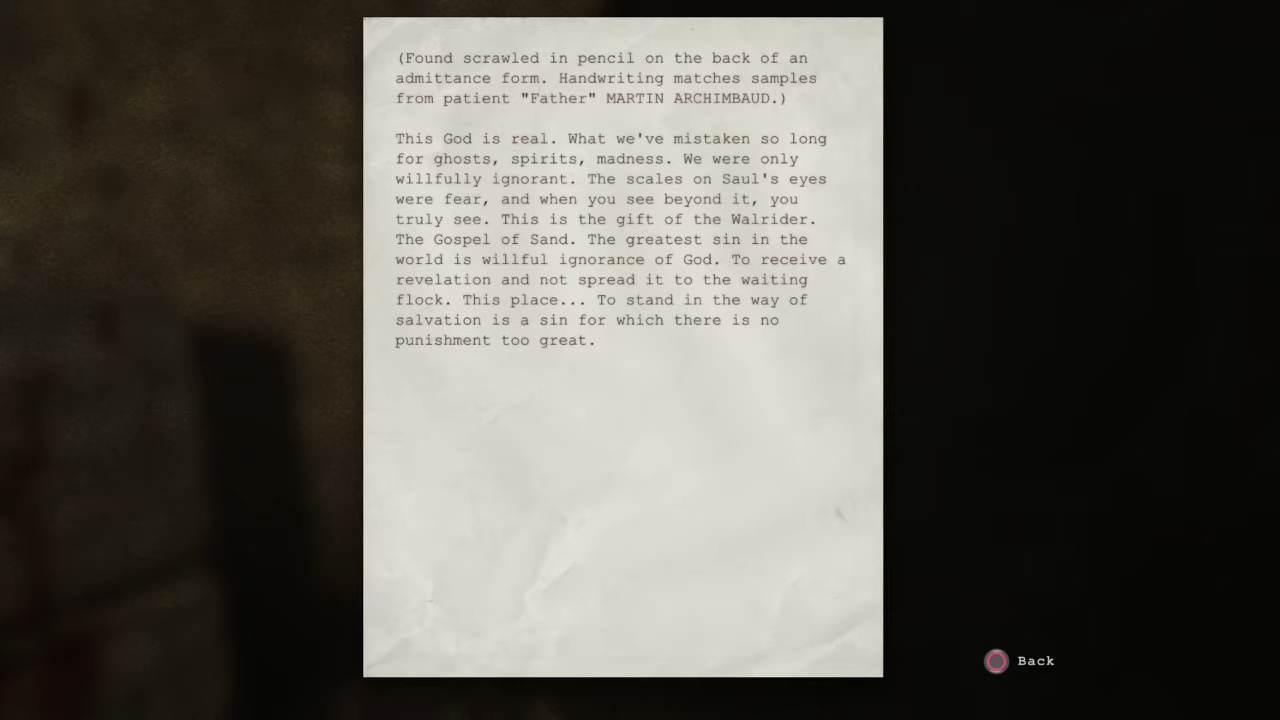 (Found scrawled in pencil on the back of an
admittance form. Handwriting matches samples
from patient "Father" MARTIN ARCHIMBAUD.)
This God is real. What we've mistaken so long
for ghosts, spirits, madness. We were only
willfully ignorant. The scales on Saul's eyes
were fear, and when you see beyond it, you
truly see. This is the gift of the Walrider.
The Gospel of Sand. The greatest sin in the
world is willful ignorance of God. To receive a
revelation and not spread it to the waiting
flock. This place... To stand in the way of
salvation is a sin for which there is no
punishment too great.
Back